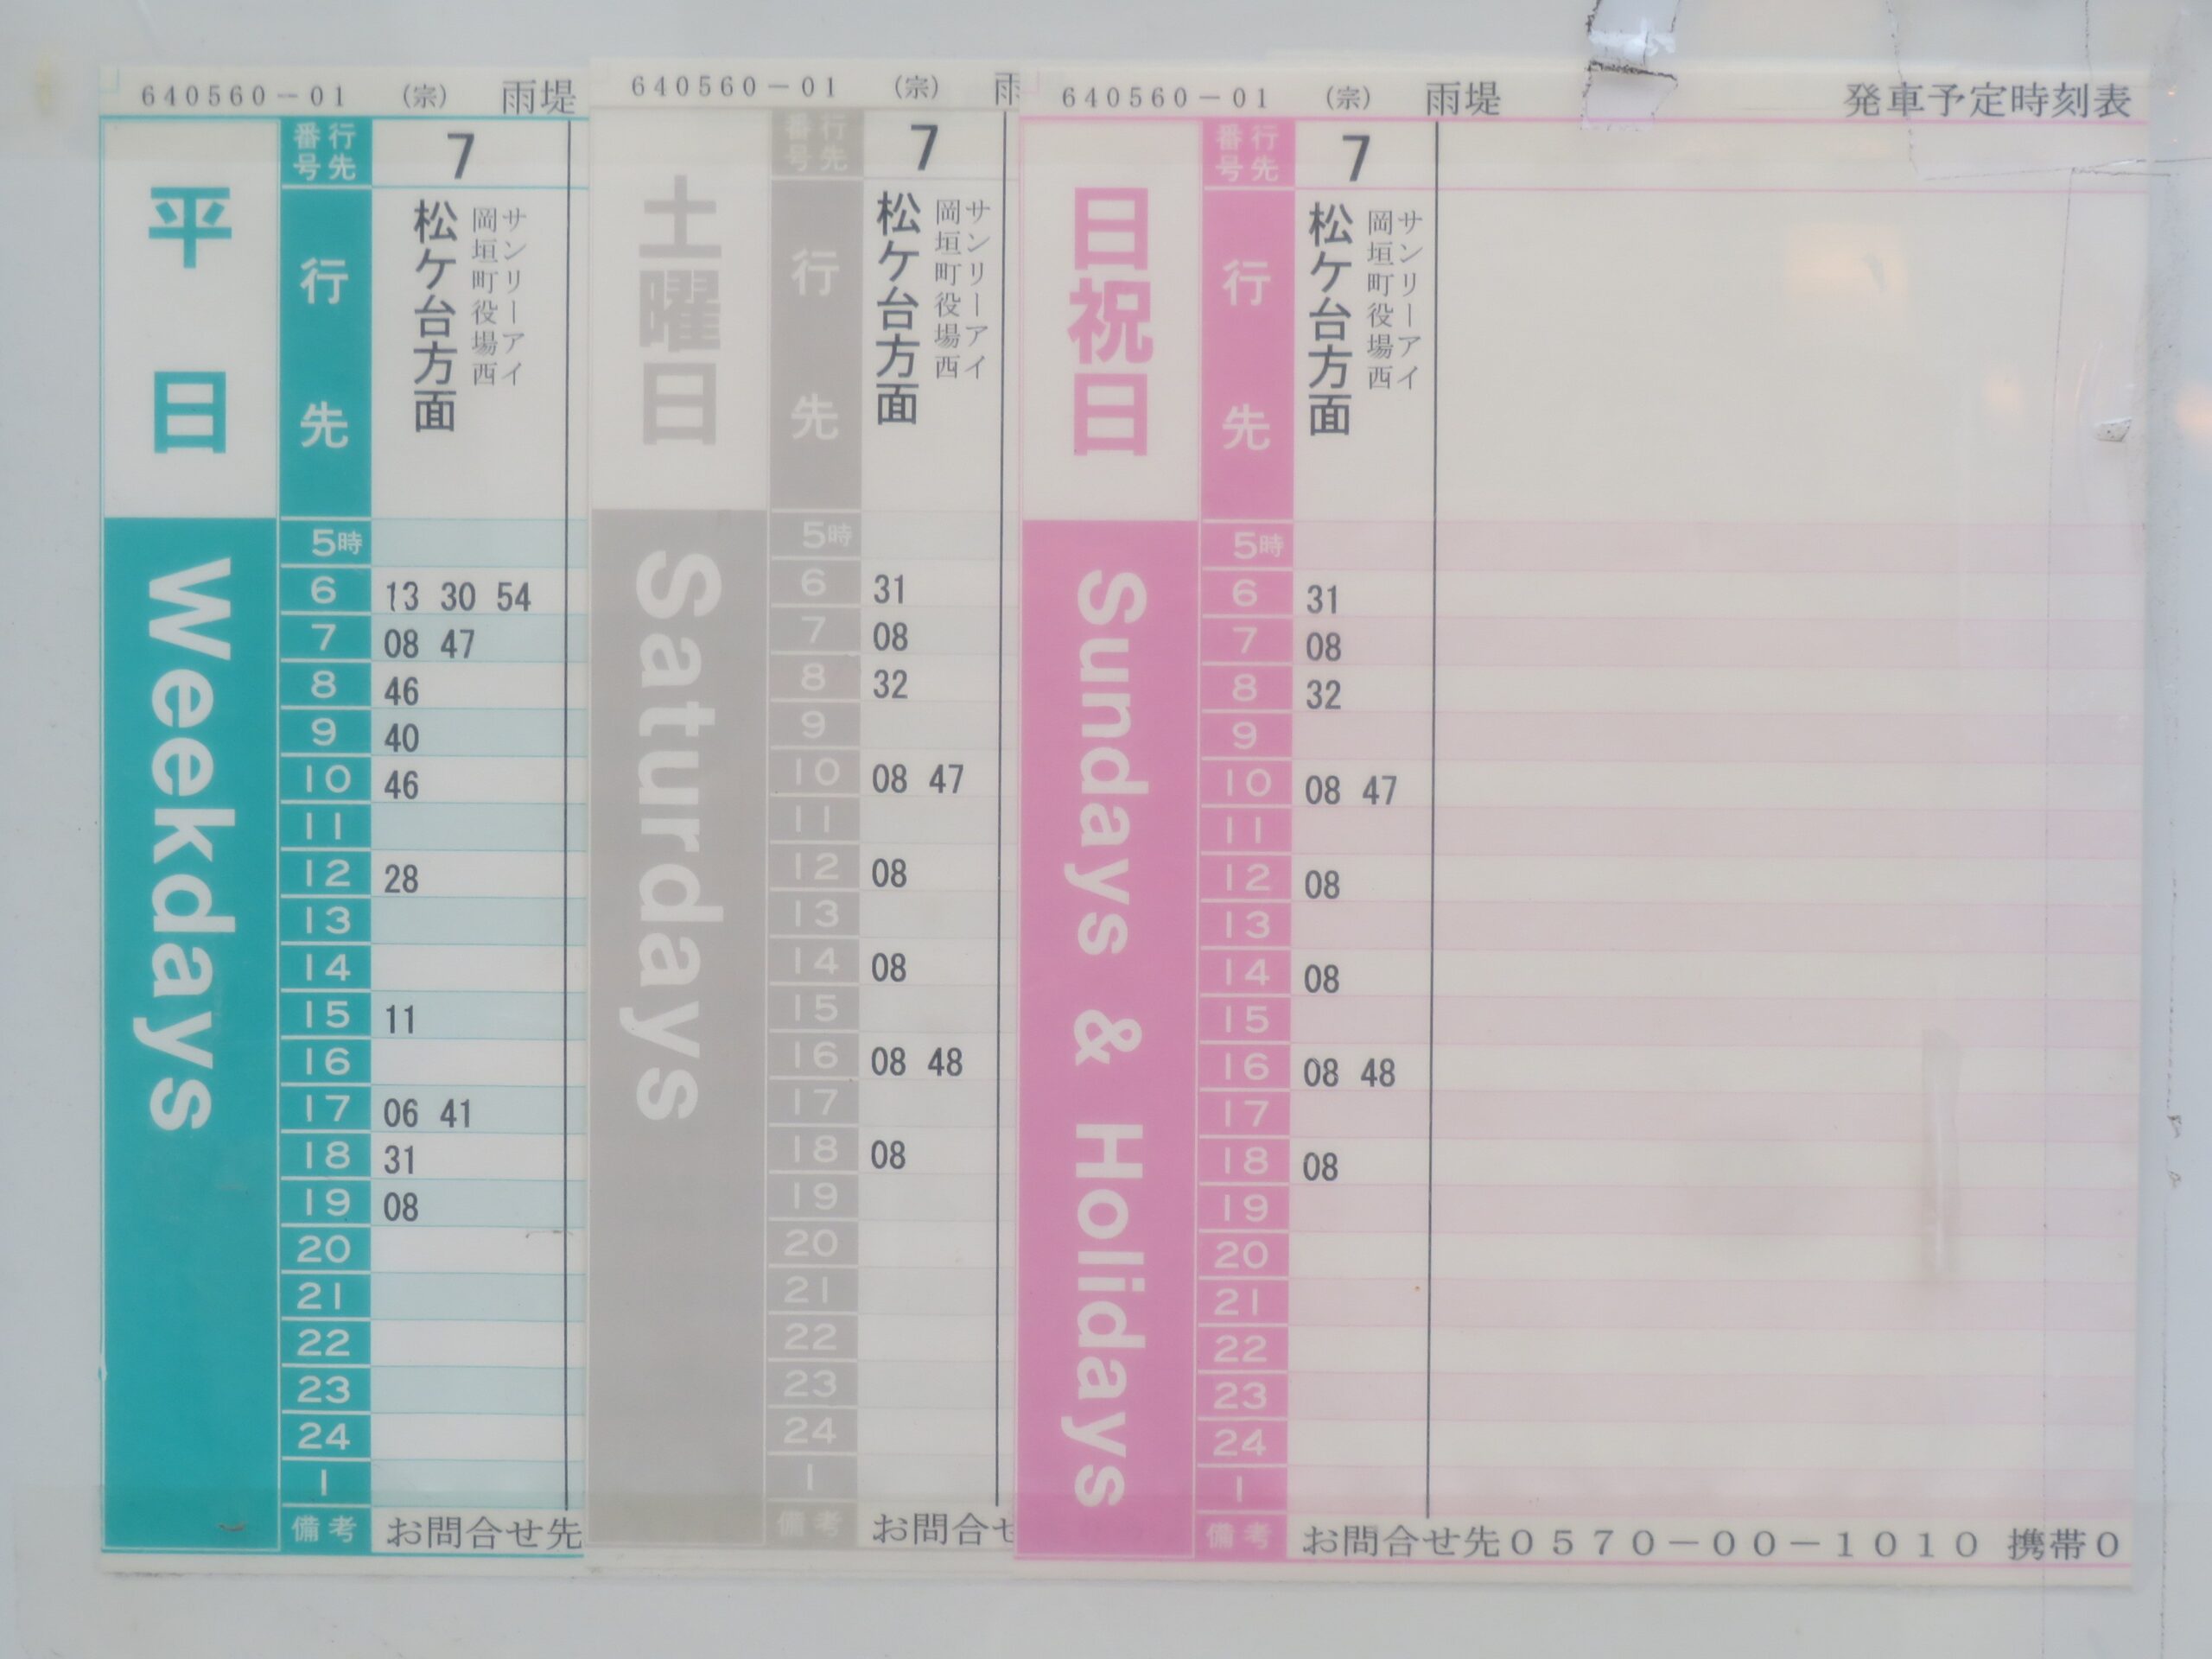 640560-01 (宗) 雨堤
平日
Weekdays
行先番号 7
行先
松ケ台方面
サンリーアイ
岡垣町役場西
5時
6 13 30 54
7 08 47
8 46
9 40
10 46
11
12 28
13
14
15 11
16
17 06 41
18 31
19 08
20
21
22
23
24
1
備考 お問合せ先
640560-01 (宗) 雨
土曜日
Saturdays
行先番号 7
行先
松ケ台方面
サンリーアイ
岡垣町役場西
5時
6 31
7 08
8 32
9
10 08 47
11
12 08
13
14 08
15
16 08 48
17
18 08
19
20
21
22
23
24
1
備考 お問合せ
640560-01 (宗) 雨堤 発車予定時刻表
日祝日
Sundays & Holidays
行先番号 7
行先
松ケ台方面
サンリーアイ
岡垣町役場西
5時
6 31
7 08
8 32
9
10 08 47
11
12 08
13
14 08
15
16 08 48
17
18 08
19
20
21
22
23
24
1
備考 お問合せ先0570-00-1010 携帯0